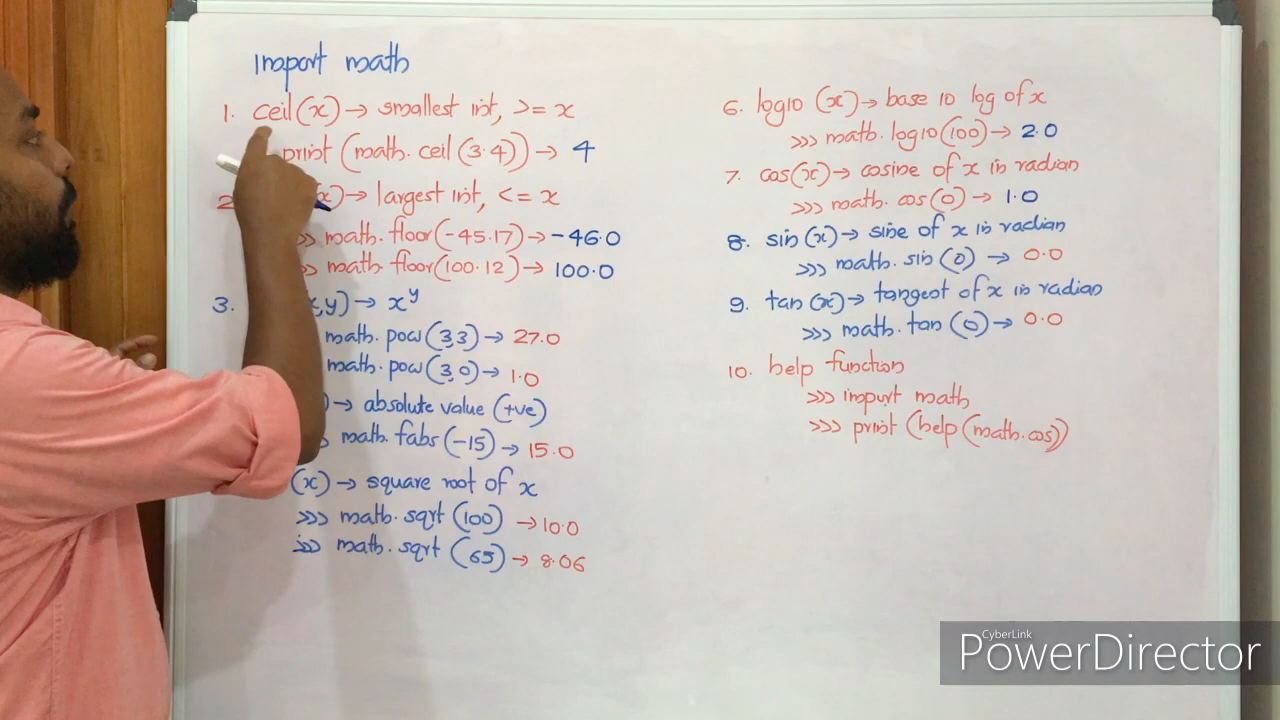 import math
1. ceil(x) → smallest int, >= x
print (math. ceil (3.4)) → 4
2. (x) → largest int, <= x
>> math. floor (-45.17) → -46.0
>> math. floor (100.12) → 100.0
3. x,y) → xʸ
math. pow (3,3) → 27.0
math. pow (3,0) → 1.0
) → absolute value (+ve)
> math. fabs (-15) → 15.0
(x) → square root of x
>>> math. sqrt (100) → 10.0
>>> math. sqrt (65) → 8.06
6. log10 (x) → base 10 log of x
>>> math. log10 (100) → 2.0
7. cos(x) → cosine of x in radian
>>> math. cos (0) → 1.0
8. sin (x) → sine of x in radian
>>> math. sin (0) → 0.0
9. tan (x) → tangent of x in radian
>>> math. tan (0) → 0.0
10. help function
>>> import math
>>> print (help (math.cos))
CyberLink
PowerDirector